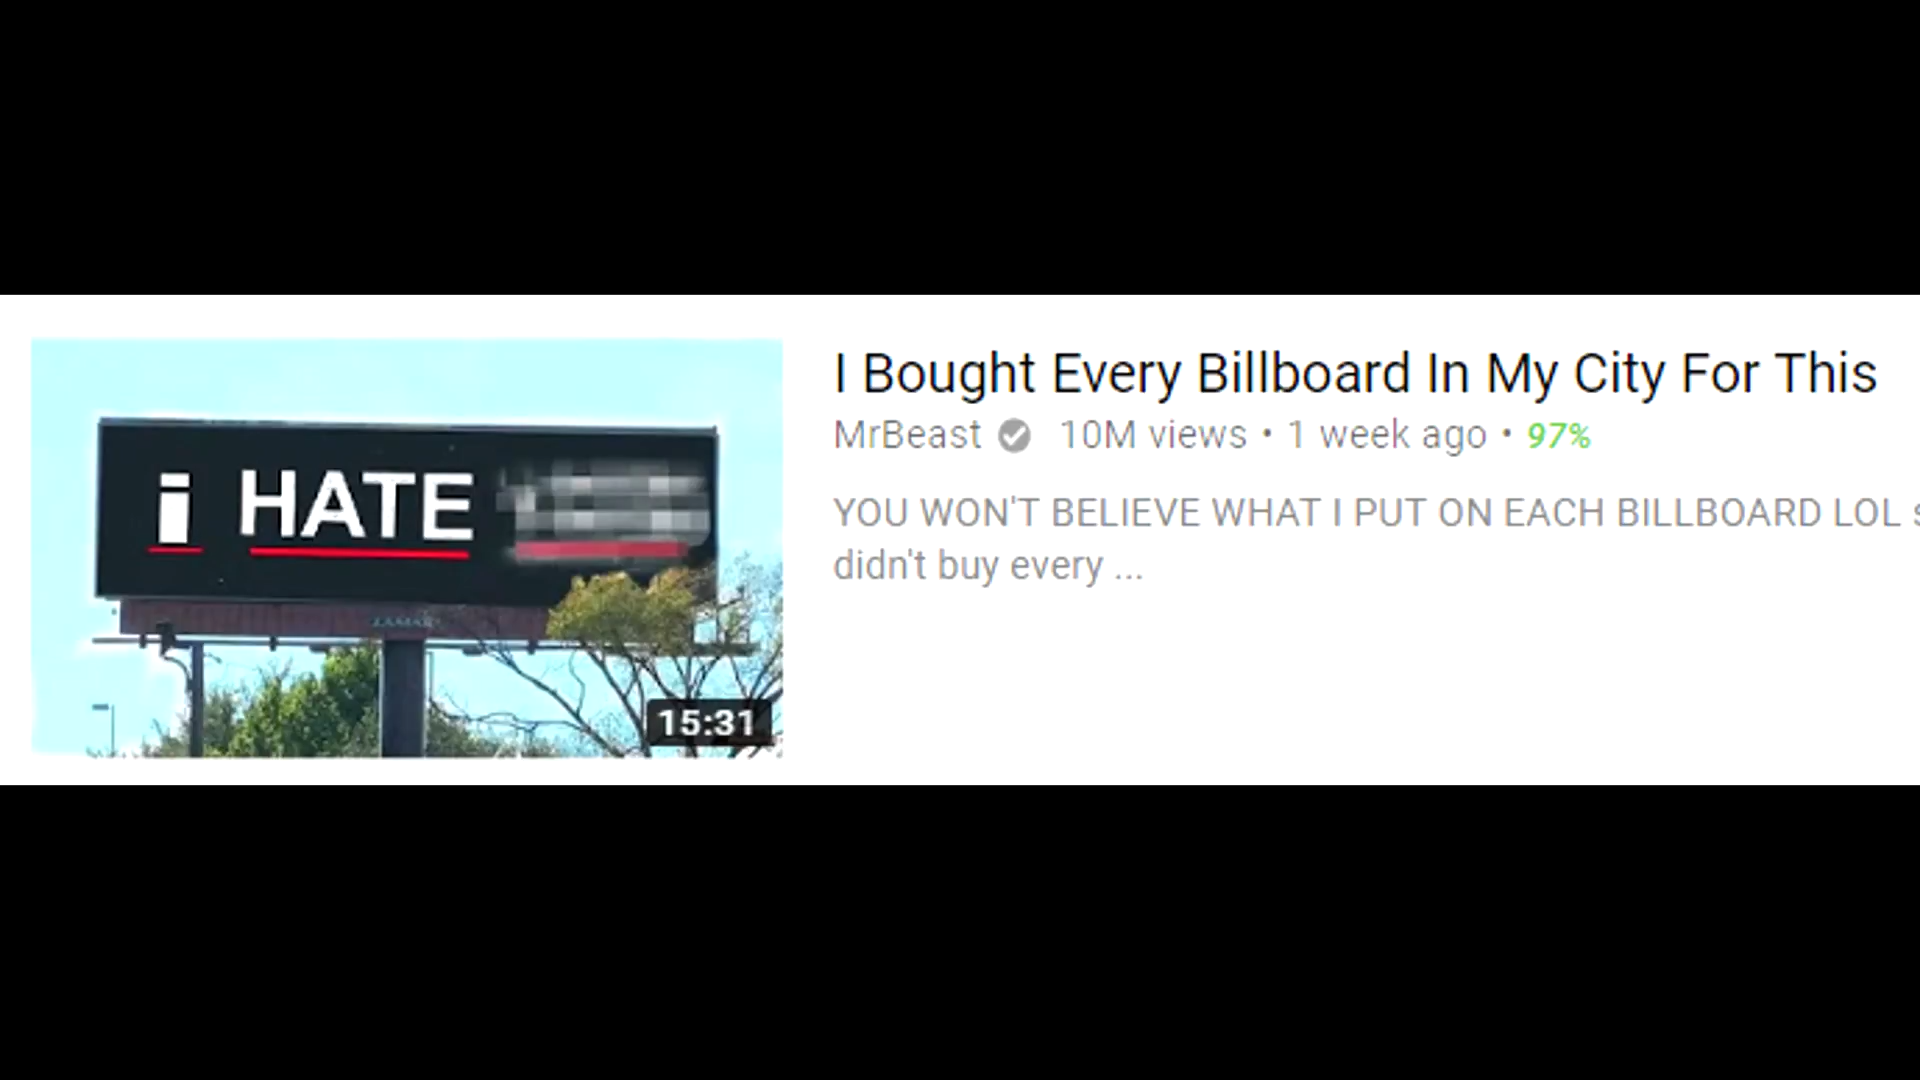 i HATE
15:31
I Bought Every Billboard In My City For This
MrBeast 10M views • 1 week ago • 97%
YOU WON'T BELIEVE WHAT I PUT ON EACH BILLBOARD LOL
didn't buy every ...